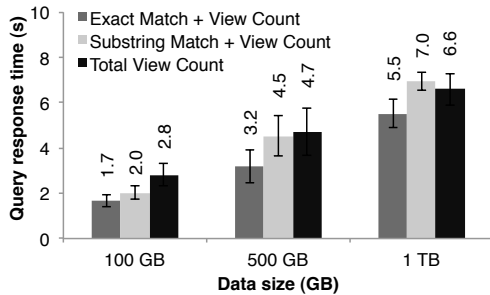 Query response time (s)
8
6
4
2
0
Exact Match + View Count
Substring Match + View Count
Total View Count
1.7
2.0
2.8
3.2
4.5
4.7
5.5
7.0
6.6
100 GB
500 GB
1 TB
Data size (GB)